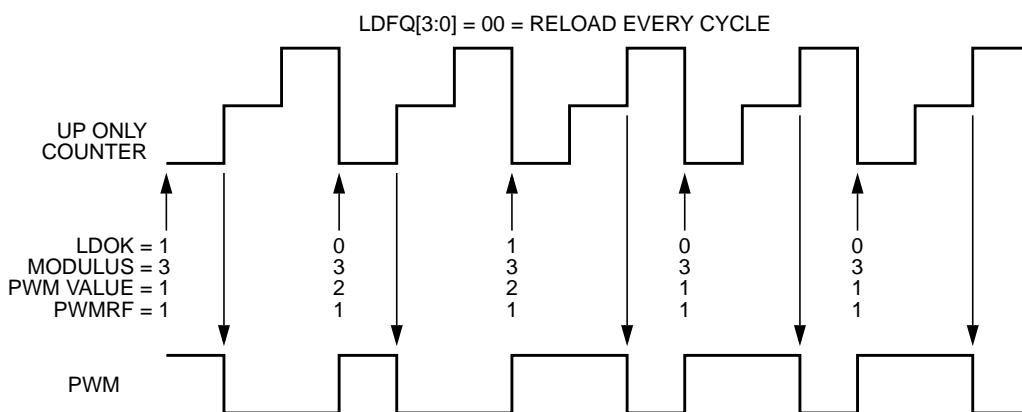 LDFQ[3:0] = 00 = RELOAD EVERY CYCLE
UP ONLY
COUNTER
LDOK = 1 0 1 0 0
MODULUS = 3 3 3 3 3
PWM VALUE = 1 2 2 1 1
PWMRF = 1 1 1 1 1
PWM